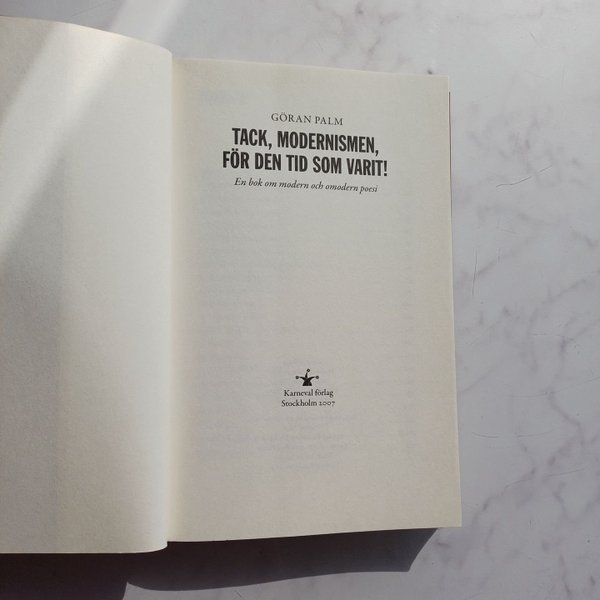 GÖRAN PALM
TACK, MODERNISMEN,
FÖR DEN TID SOM VARIT!
En bok om modern och omodern poesi
Karneval förlag
Stockholm 2007